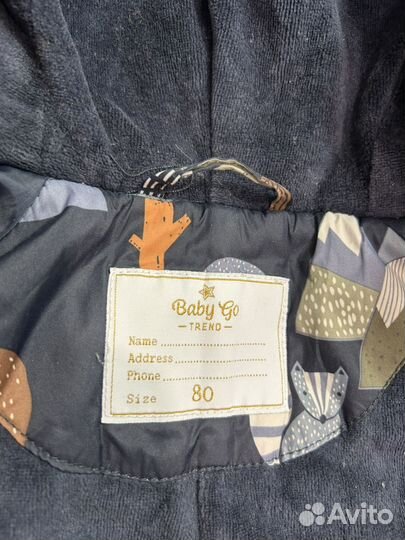 Baby Go
TREND
Name
Address
Phone
Size 80
Avito